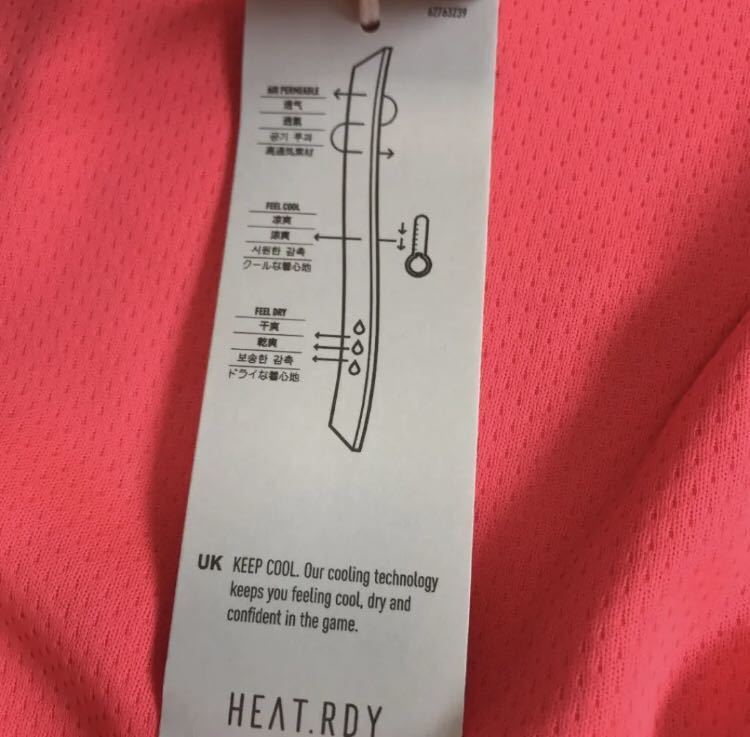 62763239
AIR PERMEABLE
透气
透氣
공기 투과
高通気素材
FEEL COOL
凉爽
涼爽
시원한 감촉
クールな着心地
FEEL DRY
干爽
乾爽
보송한 감촉
ドライな着心地
UK KEEP COOL. Our cooling technology
keeps you feeling cool, dry and
confident in the game.
HEAT.RDY